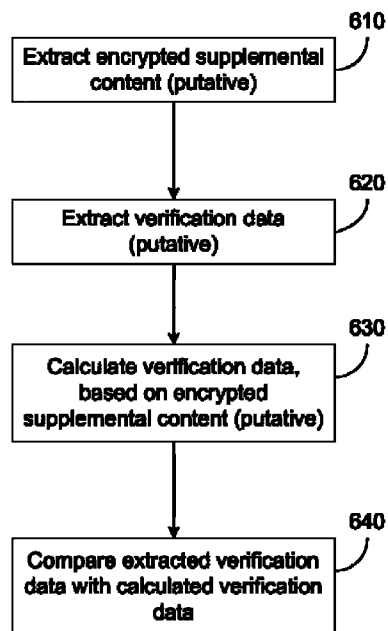 610
Extract encrypted supplemental
content (putative)
620
Extract verification data
(putative)
630
Calculate verification data,
based on encrypted
supplemental content (putative)
640
Compare extracted verification
data with calculated verification
data